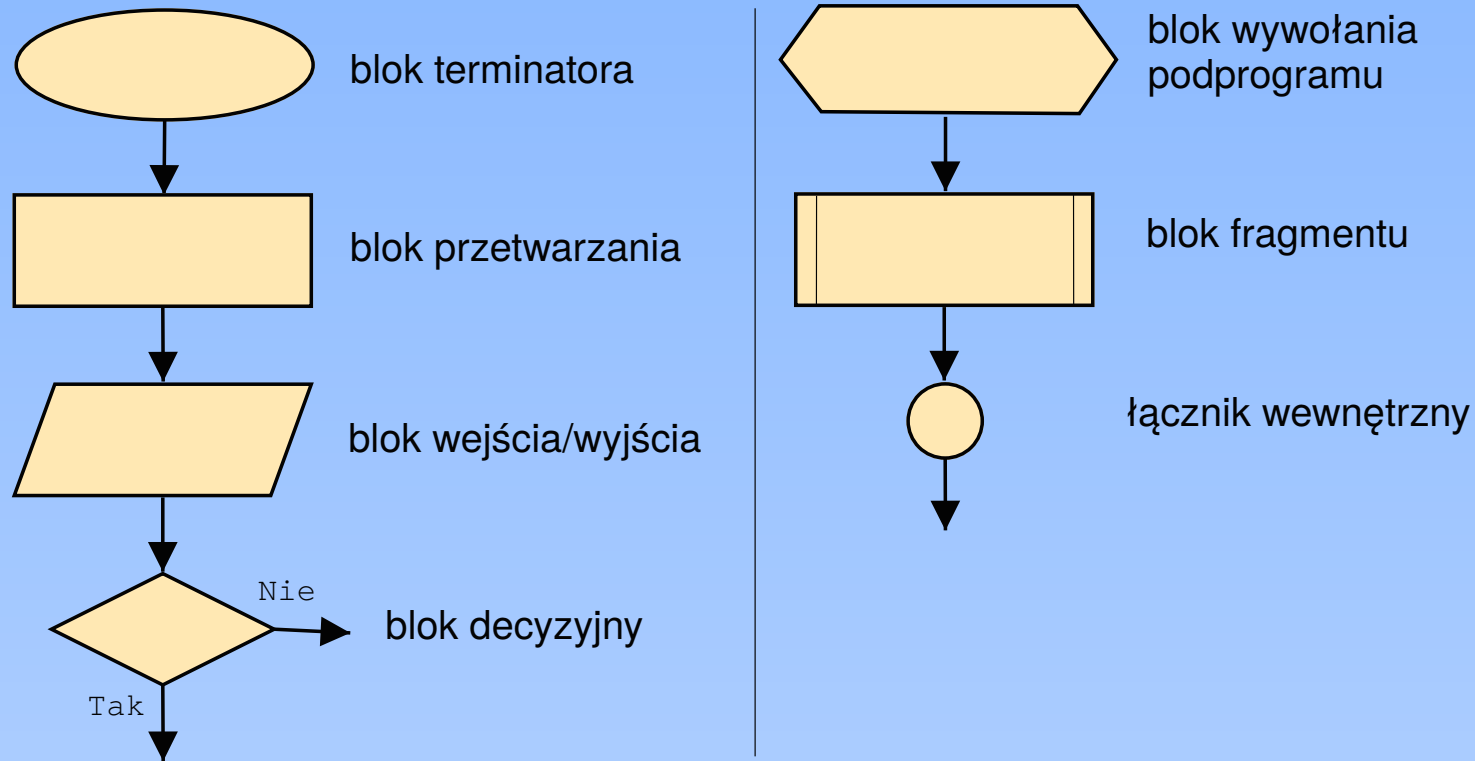 blok terminatora
blok przetwarzania
blok wejścia/wyjścia
Nie
blok decyzyjny
Tak
blok wywołania
podprogramu
blok fragmentu
łącznik wewnętrzny